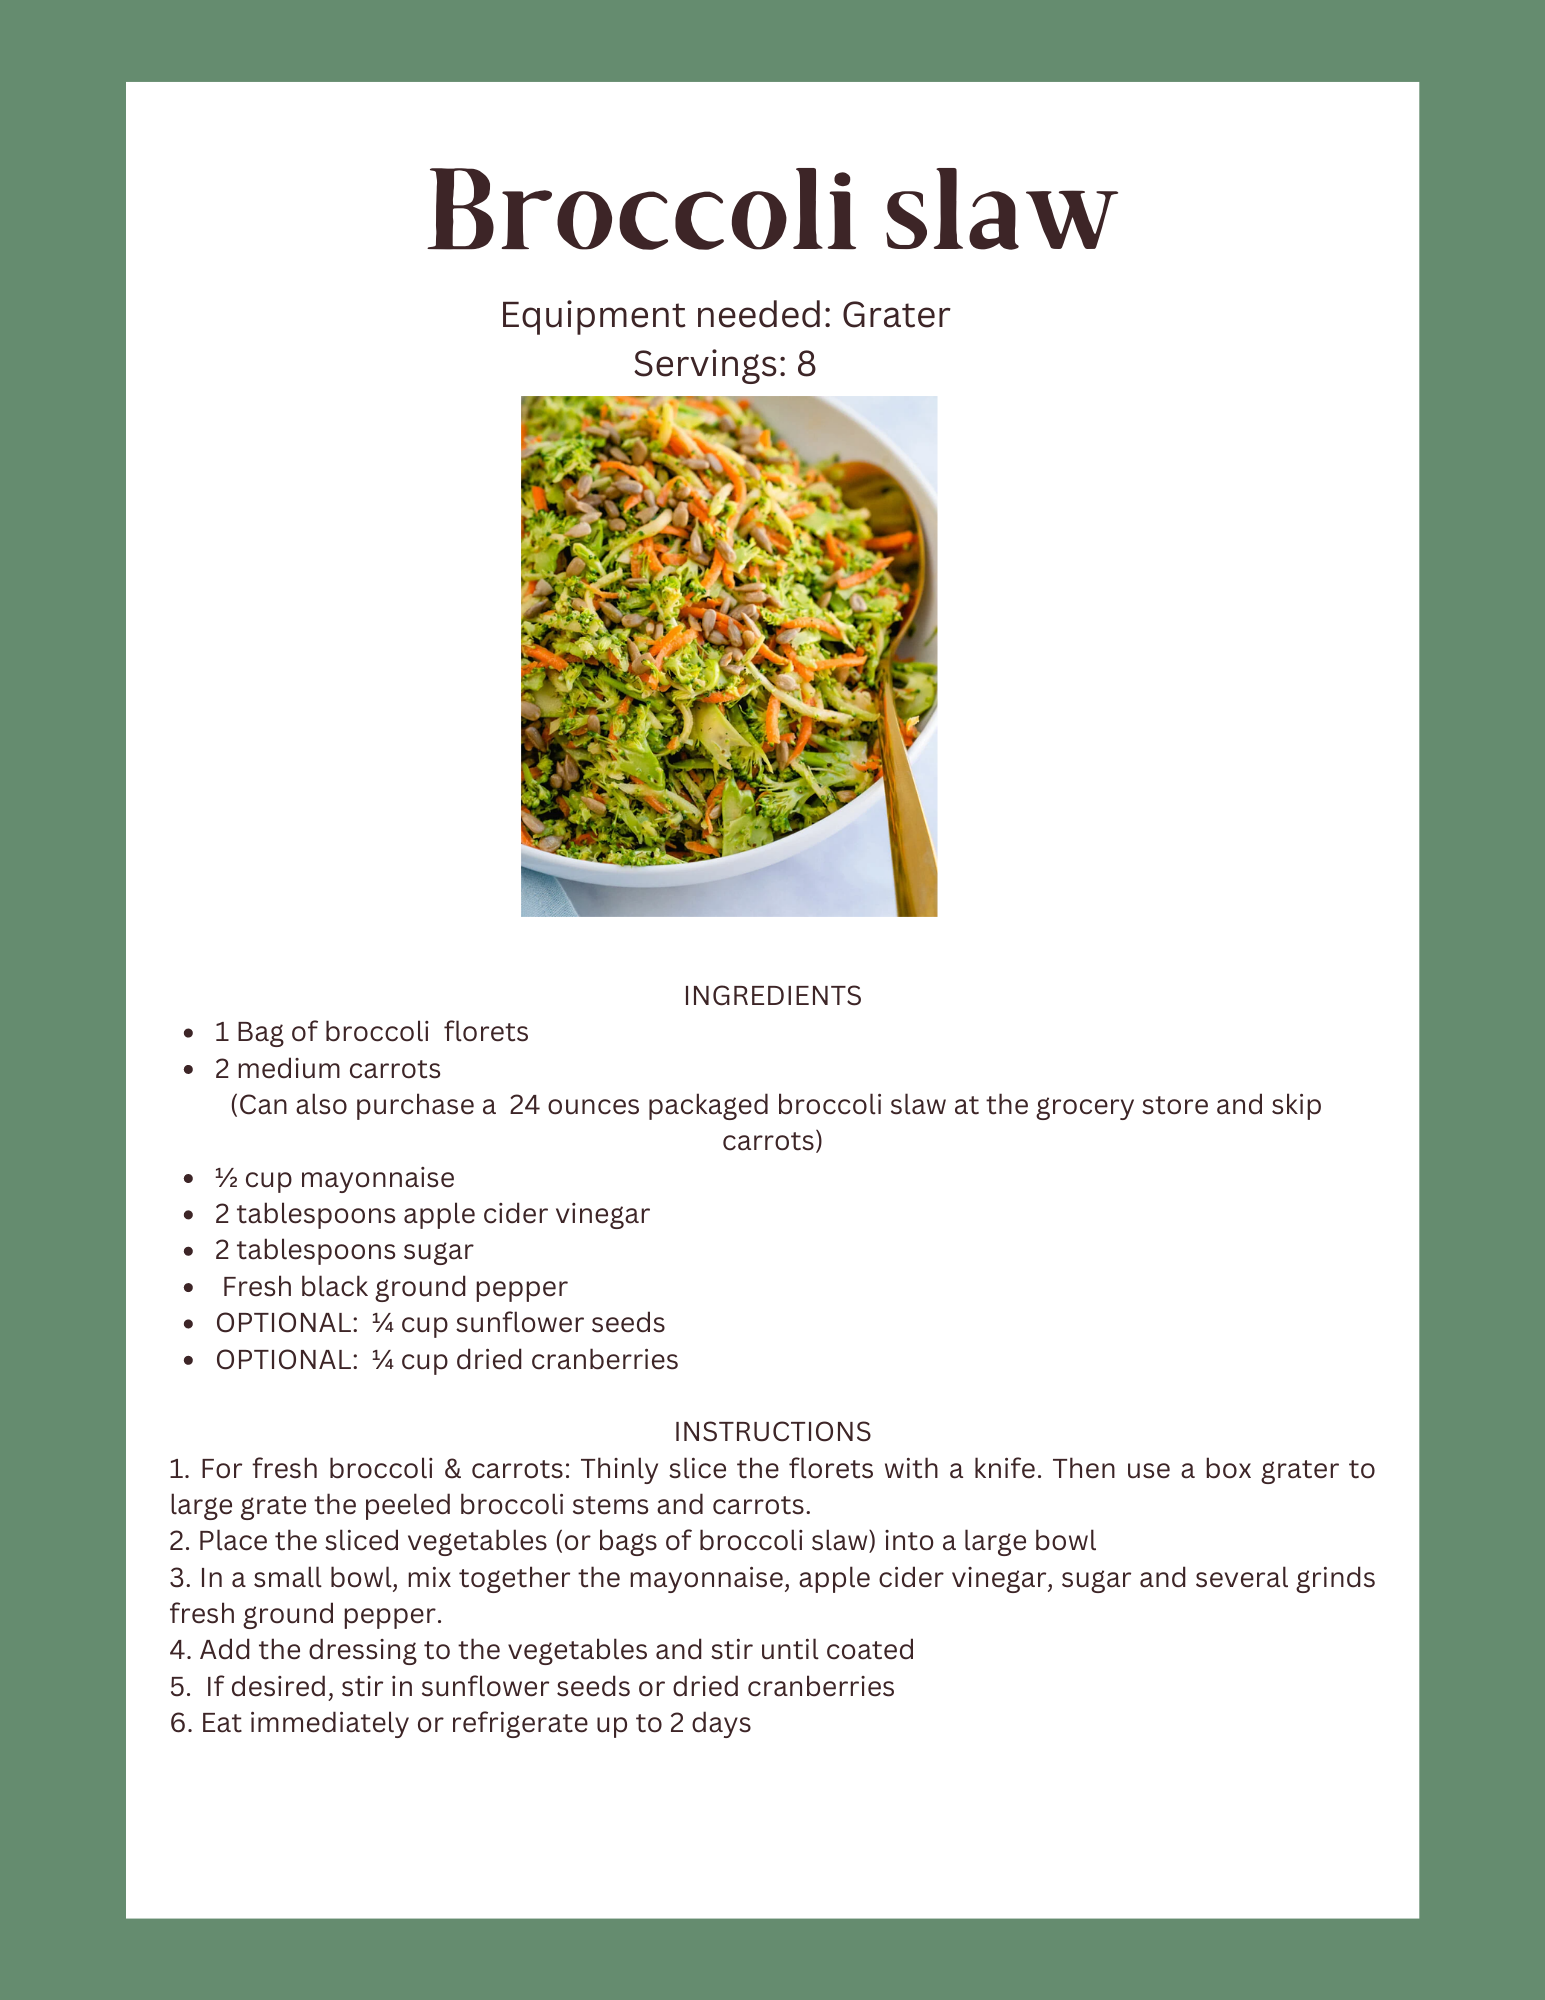 Broccoli slaw
Equipment needed: Grater
Servings: 8
INGREDIENTS
• 1 Bag of broccoli  florets
• 2 medium carrots
(Can also purchase a  24 ounces packaged broccoli slaw at the grocery store and skip
carrots)
• ½ cup mayonnaise
• 2 tablespoons apple cider vinegar
• 2 tablespoons sugar
•  Fresh black ground pepper
• OPTIONAL:  ¼ cup sunflower seeds
• OPTIONAL:  ¼ cup dried cranberries
INSTRUCTIONS
1. For fresh broccoli & carrots: Thinly slice the florets with a knife. Then use a box grater to
large grate the peeled broccoli stems and carrots.
2. Place the sliced vegetables (or bags of broccoli slaw) into a large bowl
3. In a small bowl, mix together the mayonnaise, apple cider vinegar, sugar and several grinds
fresh ground pepper.
4. Add the dressing to the vegetables and stir until coated
5.  If desired, stir in sunflower seeds or dried cranberries
6. Eat immediately or refrigerate up to 2 days